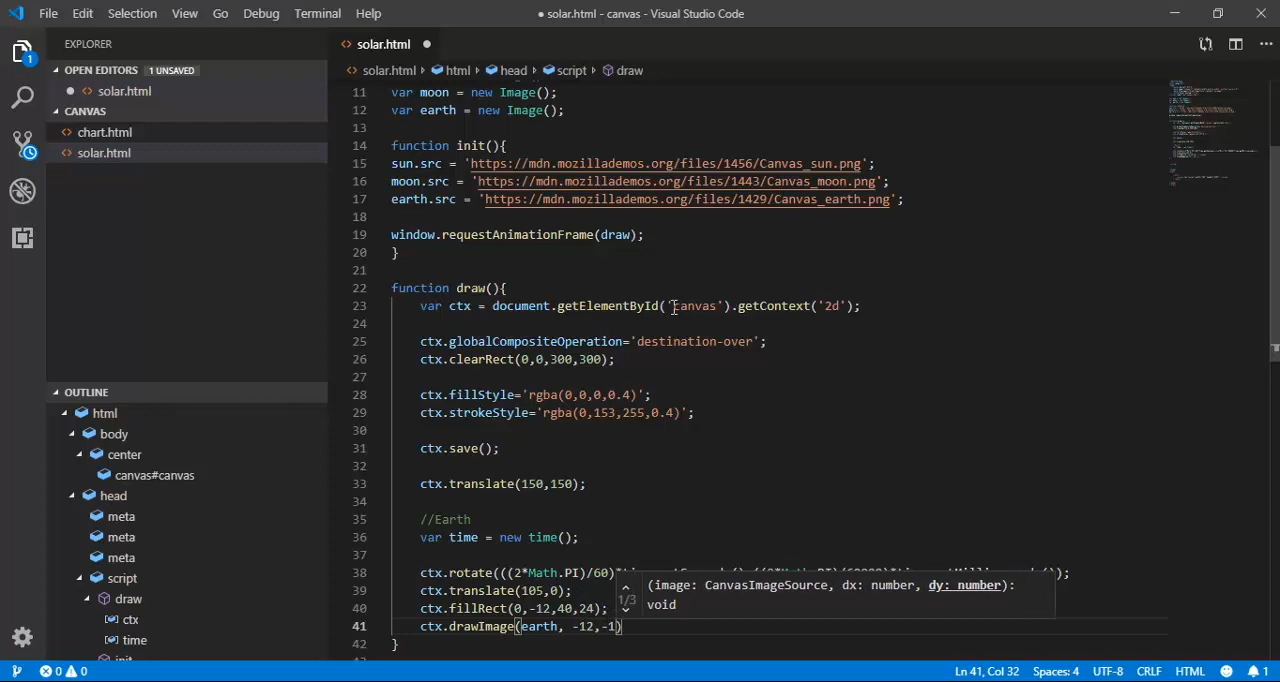 File Edit Selection View Go Debug Terminal Help
● solar.html - canvas - Visual Studio Code
EXPLORER
OPEN EDITORS 1 UNSAVED
solar.html
CANVAS
chart.html
solar.html
OUTLINE
html
body
center
canvas#canvas
head
meta
meta
meta
script
draw
ctx
time
solar.html
solar.html › html › head › script › draw
11 var moon = new Image();
12 var earth = new Image();
13
14 function init(){
15 sun.src = 'https://mdn.mozillademos.org/files/1456/Canvas_sun.png';
16 moon.src = 'https://mdn.mozillademos.org/files/1443/Canvas_moon.png';
17 earth.src = 'https://mdn.mozillademos.org/files/1429/Canvas_earth.png';
18
19 window.requestAnimationFrame(draw);
20 }
21
22 function draw(){
23 var ctx = document.getElementById('canvas').getContext('2d');
24
25 ctx.globalCompositeOperation='destination-over';
26 ctx.clearRect(0,0,300,300);
27
28 ctx.fillStyle='rgba(0,0,0,0.4)';
29 ctx.strokeStyle='rgba(0,153,255,0.4)';
30
31 ctx.save();
32
33 ctx.translate(150,150);
34
35 //Earth
36 var time = new time();
37
38 ctx.rotate(((2*Math.PI)/60)
39 ctx.translate(105,0);
40 ctx.fillRect(0,-12,40,24);
41 ctx.drawImage(earth, -12,-1)
42 }
1/3
(image: CanvasImageSource, dx: number, dy: number):
void
1
0 0
Ln 41, Col 32 Spaces: 4 UTF-8 CRLF HTML 1